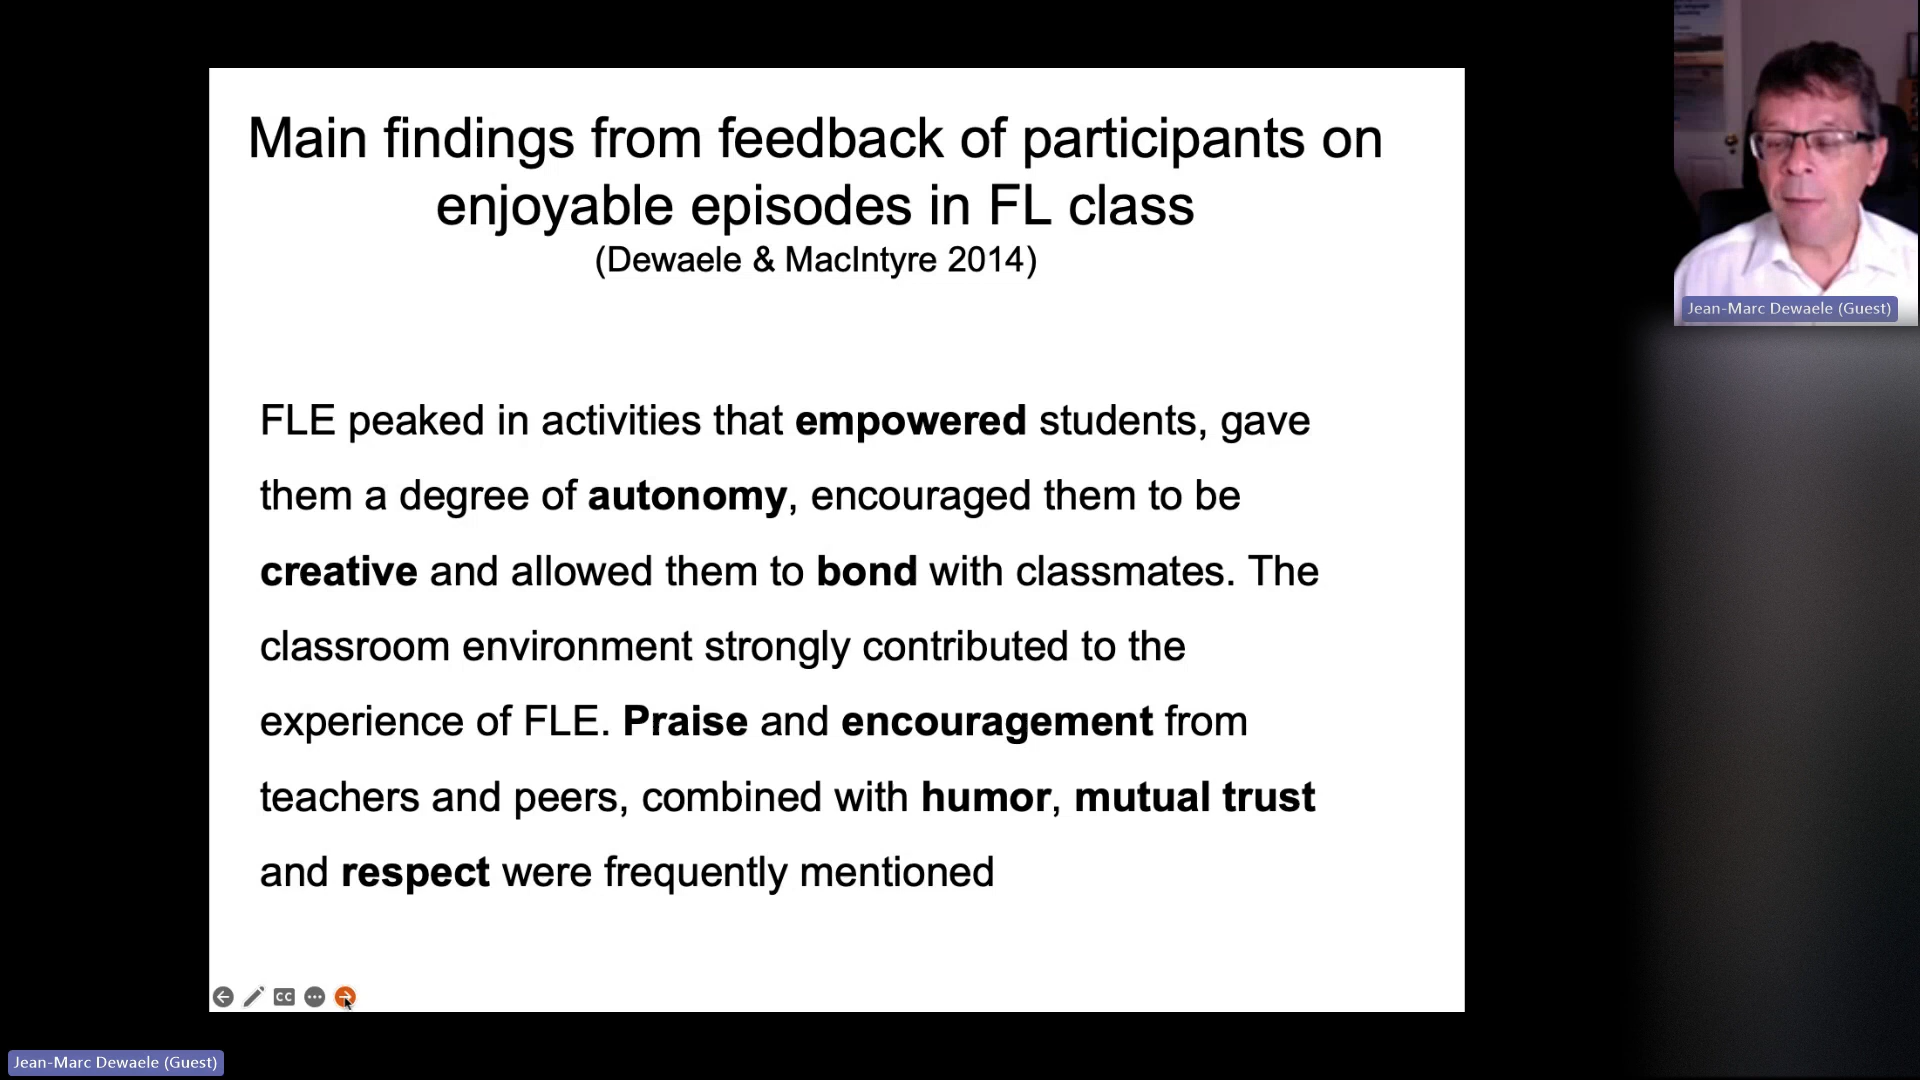 Main findings from feedback of participants on
enjoyable episodes in FL class
(Dewaele & MacIntyre 2014)
FLE peaked in activities that empowered students, gave
them a degree of autonomy, encouraged them to be
creative and allowed them to bond with classmates. The
classroom environment strongly contributed to the
experience of FLE. Praise and encouragement from
teachers and peers, combined with humor, mutual trust
and respect were frequently mentioned
CC
Jean-Marc Dewaele (Guest)
Jean-Marc Dewaele (Guest)